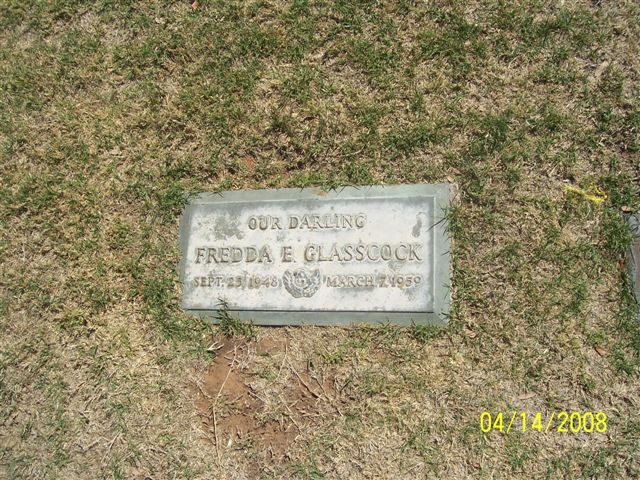 OUR DARLING
FREDDA E. GLASSCOCK
SEPT. 23, 1948 MARCH 7, 1959
04/14/2008